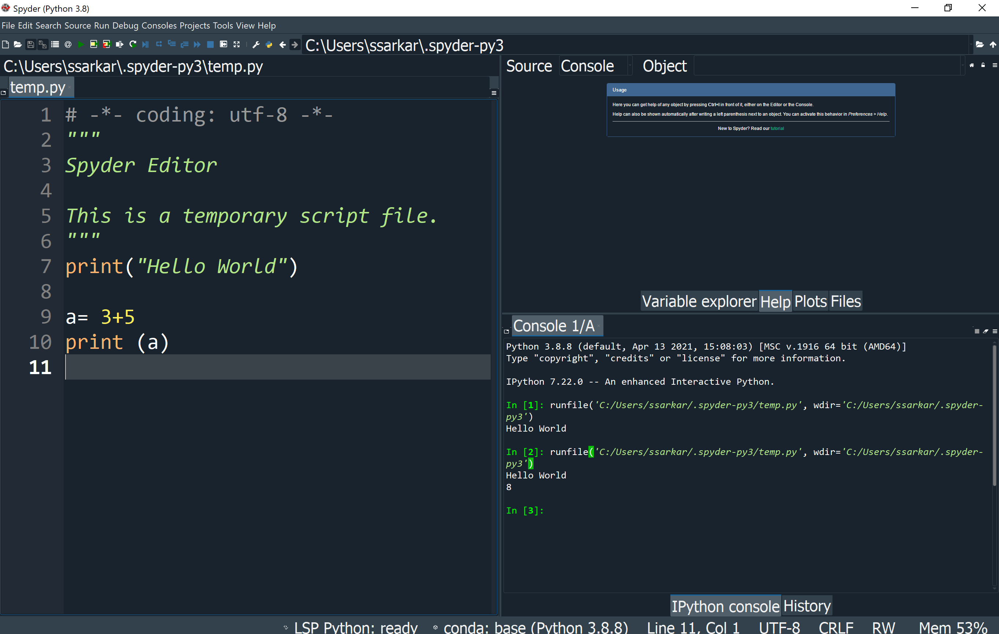 Spyder (Python 3.8)
File Edit Search Source Run Debug Consoles Projects Tools View Help
C:\Users\ssarkar\.spyder-py3
C:\Users\ssarkar\.spyder-py3\temp.py
temp.py
1 # -*- coding: utf-8 -*-
2 """
3 Spyder Editor
4
5 This is a temporary script file.
6 """
7 print("Hello World")
8
9 a= 3+5
10 print (a)
11
Source Console Object
Usage
Here you can get help of any object by pressing Ctrl+I in front of it, either on the Editor or the Console.
Help can also be shown automatically after writing a left parenthesis next to an object. You can activate this behavior in Preferences > Help.
New to Spyder? Read our tutorial
Variable explorer Help Plots Files
Console 1/A
Python 3.8.8 (default, Apr 13 2021, 15:08:03) [MSC v.1916 64 bit (AMD64)]
Type "copyright", "credits" or "license" for more information.
IPython 7.22.0 -- An enhanced Interactive Python.
In [1]: runfile('C:/Users/ssarkar/.spyder-py3/temp.py', wdir='C:/Users/ssarkar/.spyder-
py3')
Hello World
In [2]: runfile('C:/Users/ssarkar/.spyder-py3/temp.py', wdir='C:/Users/ssarkar/.spyder-
py3')
Hello World
8
In [3]:
IPython console History
LSP Python: ready conda: base (Python 3.8.8) Line 11, Col 1 UTF-8 CRLF RW Mem 53%